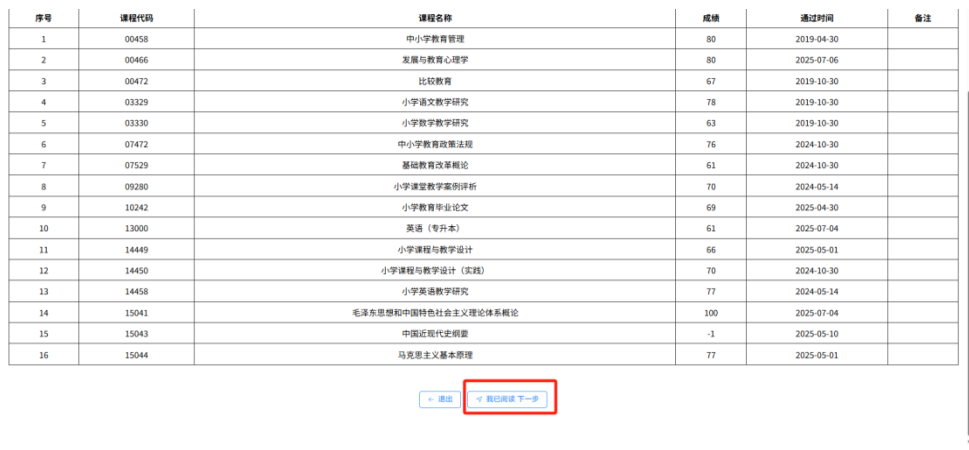 序号 课程代码 课程名称 成绩 通过时间 备注
1 00458 中小学教育管理 80 2019-04-30
2 00466 发展与教育心理学 80 2025-07-06
3 00472 比较教育 67 2019-10-30
4 03329 小学语文教学研究 78 2019-10-30
5 03330 小学数学教学研究 63 2019-10-30
6 07472 中小学教育政策法规 76 2024-10-30
7 07529 基础教育改革概论 61 2024-10-30
8 09280 小学课堂教学案例评析 70 2024-05-14
9 10242 小学教育毕业论文 69 2025-04-30
10 13000 英语（专升本） 61 2025-07-04
11 14449 小学课程与教学设计 66 2025-05-01
12 14450 小学课程与教学设计（实践） 70 2024-10-30
13 14458 小学英语教学研究 77 2024-05-14
14 15041 毛泽东思想和中国特色社会主义理论体系概论 100 2025-07-04
15 15043 中国近现代史纲要 -1 2025-05-10
16 15044 马克思主义基本原理 77 2025-05-01
← 退出 我已阅读 下一步